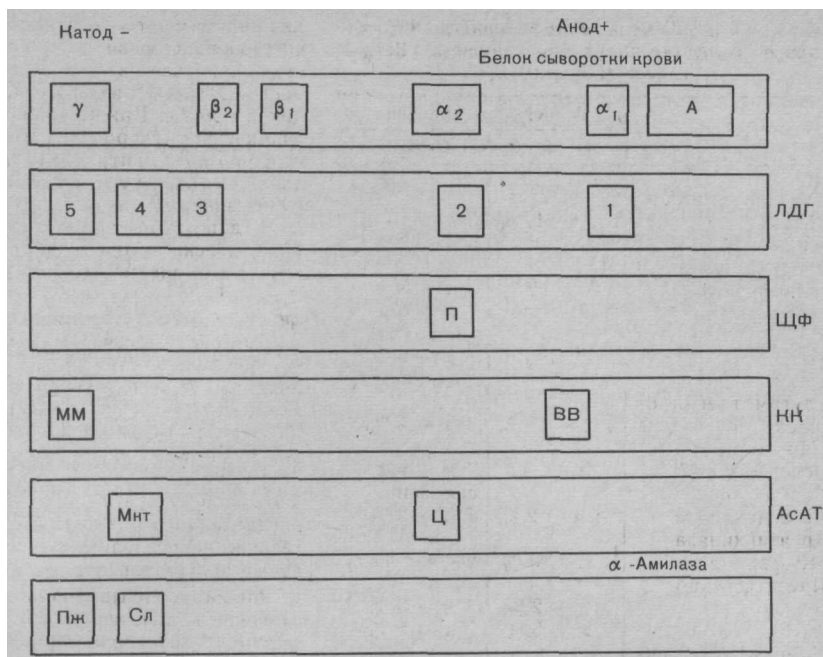 Катод - Анод+
Белок сыворотки крови
γ β2 β1 α2 α1 А
5 4 3 2 1 ЛДГ
П ЩФ
ММ ВВ КК
Мнт Ц АсАТ
α -Амилаза
Пж Сл